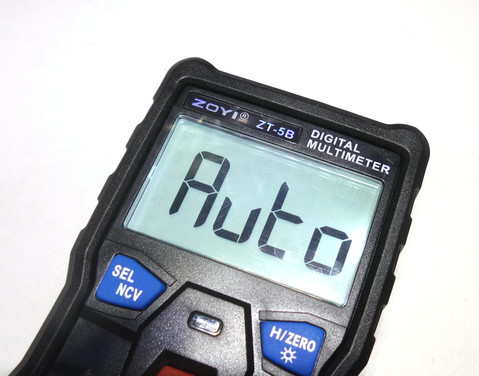 ZOYI® ZT-5B DIGITAL
MULTIMETER
Auto
SEL
NCV
H/ZERO